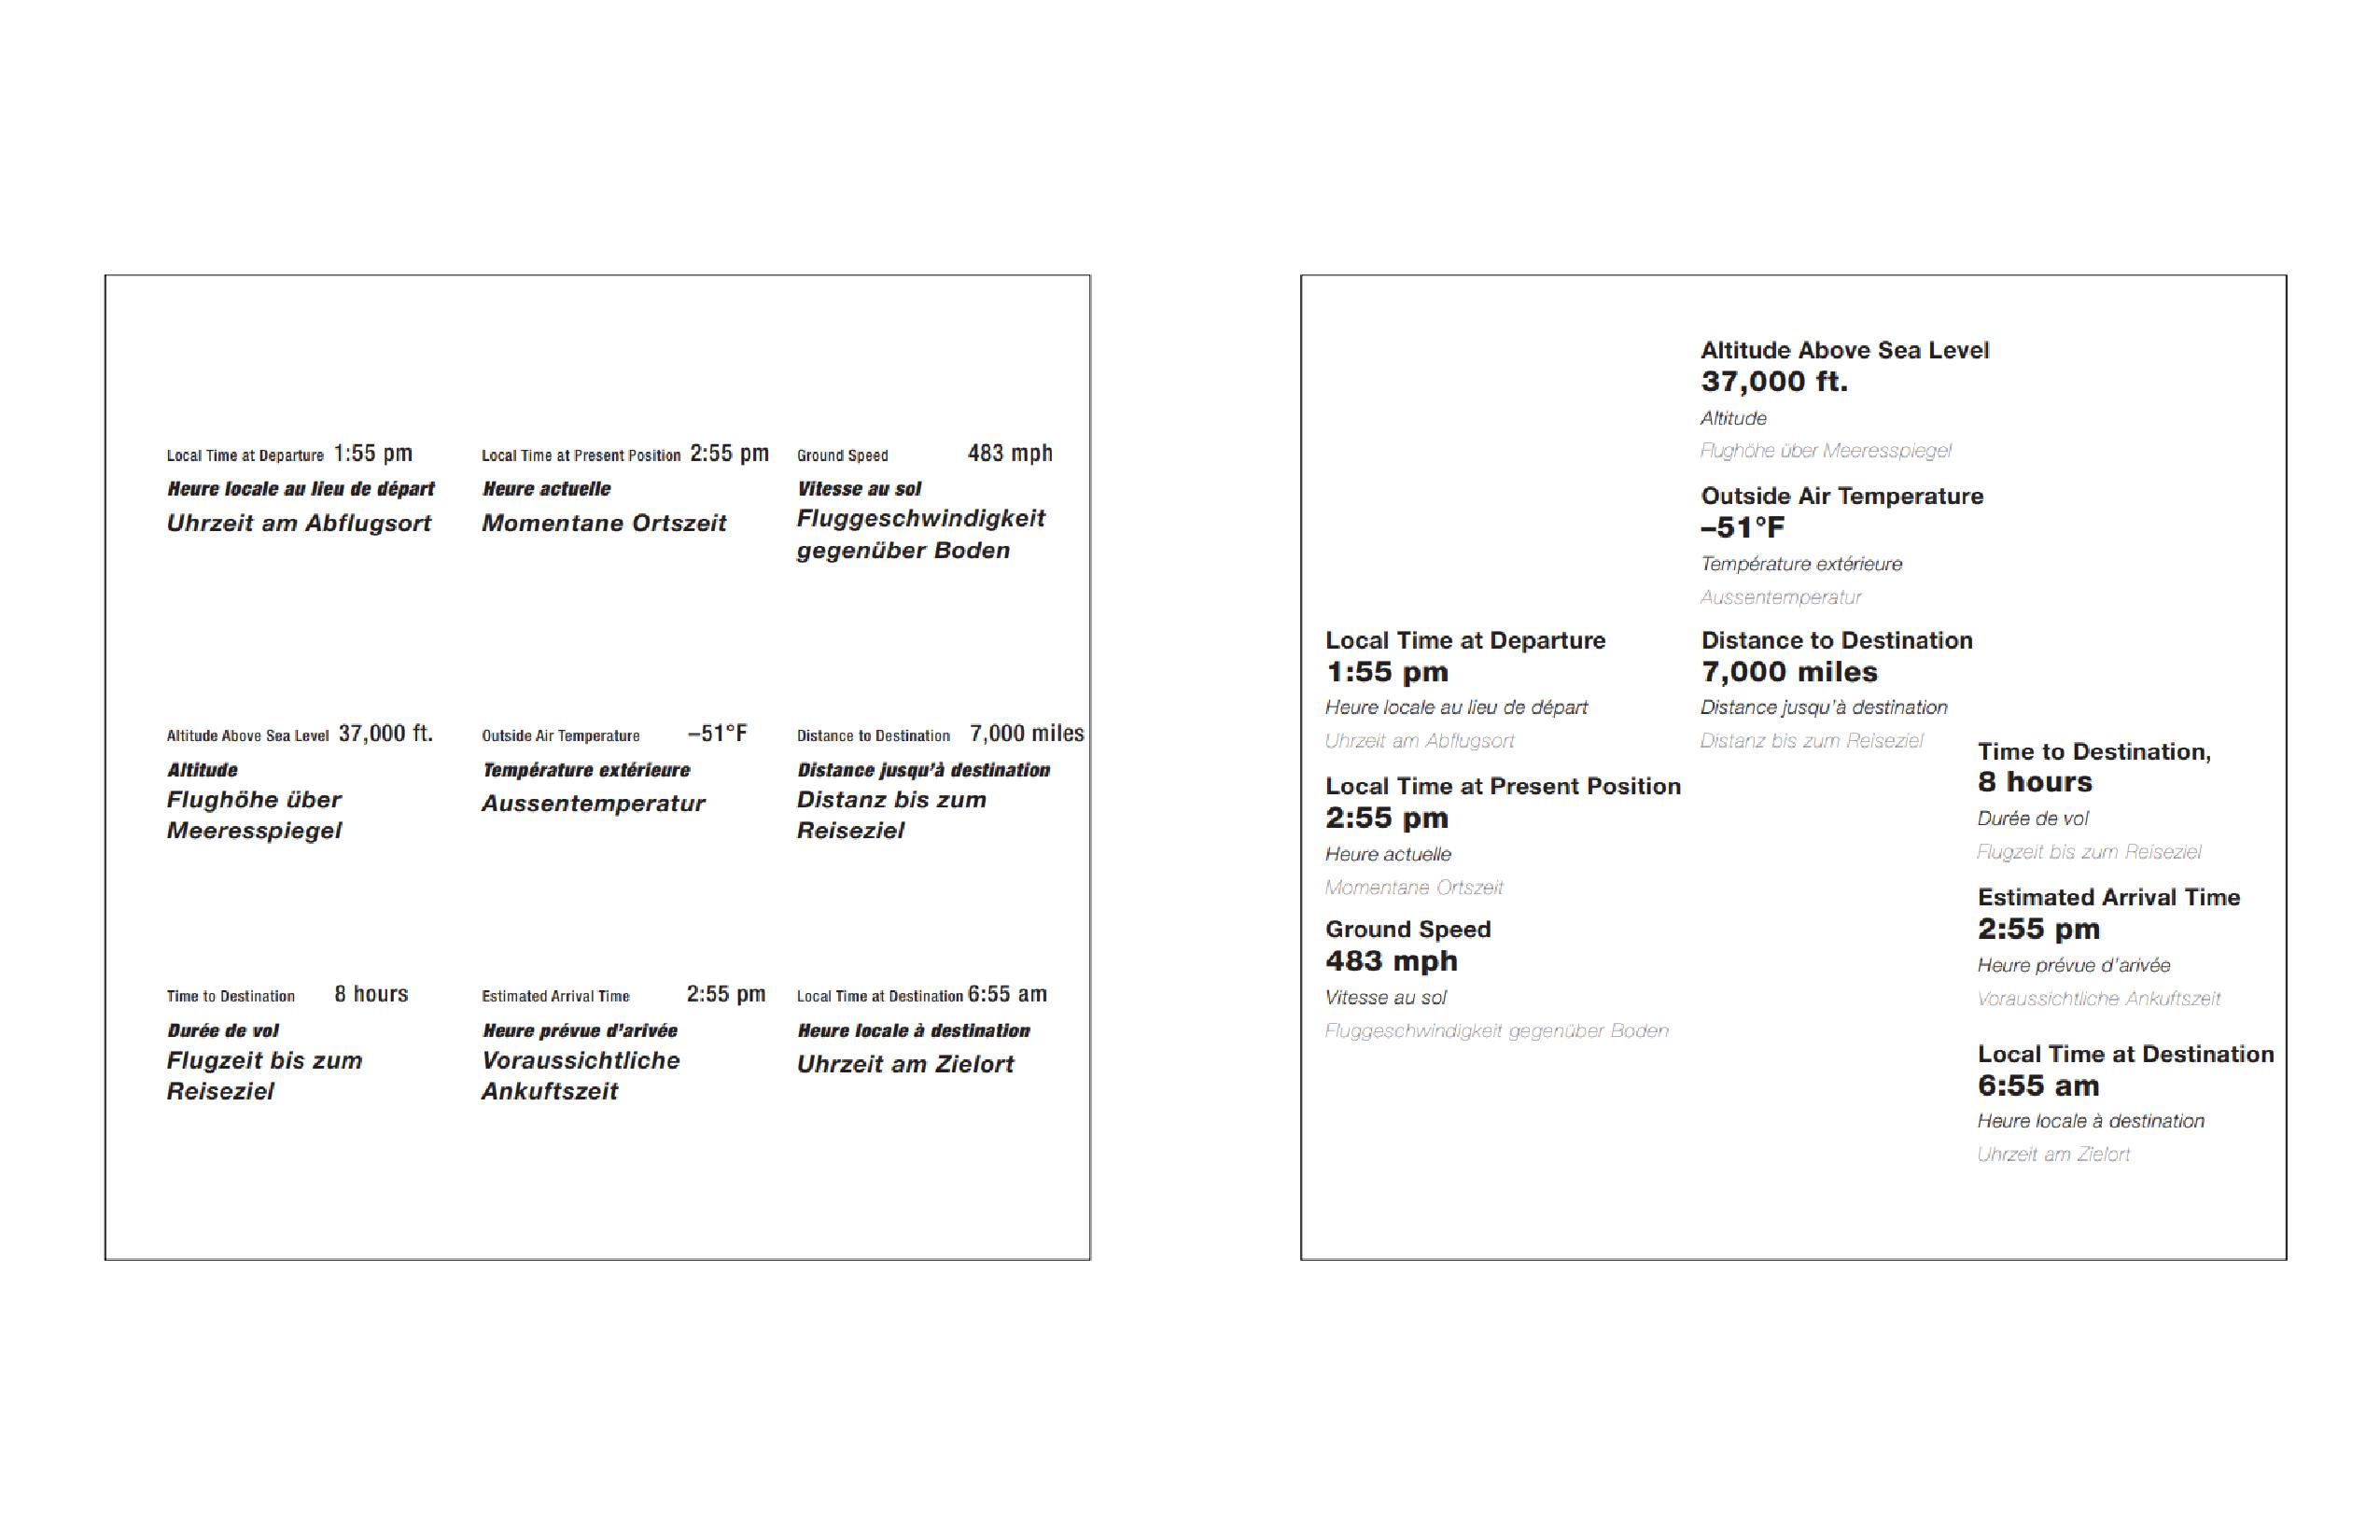 Local Time at Departure 1:55 pm
Heure locale au lieu de départ
Uhrzeit am Abflugsort
Local Time at Present Position 2:55 pm
Heure actuelle
Momentane Ortszeit
Ground Speed 483 mph
Vitesse au sol
Fluggeschwindigkeit
gegenüber Boden
Altitude Above Sea Level 37,000 ft.
Altitude
Flughöhe über
Meeresspiegel
Outside Air Temperature –51°F
Température extérieure
Aussentemperatur
Distance to Destination 7,000 miles
Distance jusqu'à destination
Distanz bis zum
Reiseziel
Time to Destination 8 hours
Durée de vol
Flugzeit bis zum
Reiseziel
Estimated Arrival Time 2:55 pm
Heure prévue d'arivée
Voraussichtliche
Ankuftszeit
Local Time at Destination 6:55 am
Heure locale à destination
Uhrzeit am Zielort
Local Time at Departure
1:55 pm
Heure locale au lieu de départ
Uhrzeit am Abflugsort
Local Time at Present Position
2:55 pm
Heure actuelle
Momentane Ortszeit
Ground Speed
483 mph
Vitesse au sol
Fluggeschwindigkeit gegenüber Boden
Altitude Above Sea Level
37,000 ft.
Altitude
Flughöhe über Meeresspiegel
Outside Air Temperature
–51°F
Température extérieure
Aussentemperatur
Distance to Destination
7,000 miles
Distance jusqu'à destination
Distanz bis zum Reiseziel
Time to Destination,
8 hours
Durée de vol
Flugzeit bis zum Reiseziel
Estimated Arrival Time
2:55 pm
Heure prévue d'arivée
Voraussichtliche Ankuftszeit
Local Time at Destination
6:55 am
Heure locale à destination
Uhrzeit am Zielort